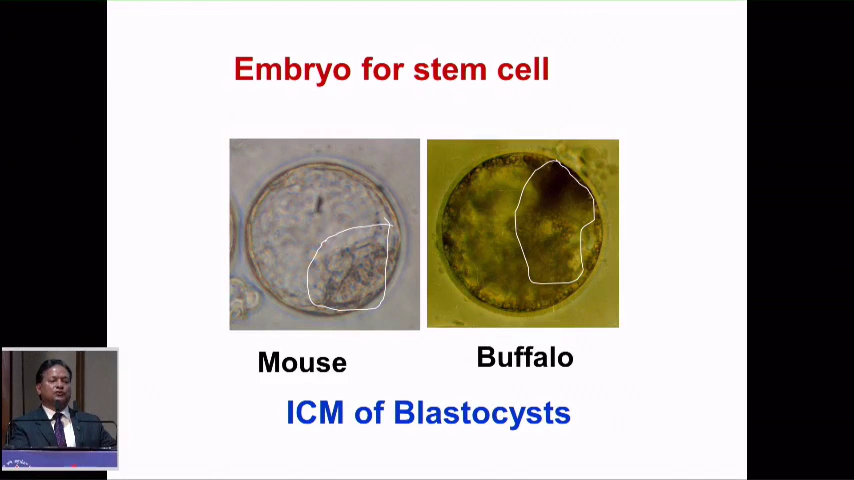 Embryo for stem cell
Mouse
Buffalo
ICM of Blastocysts